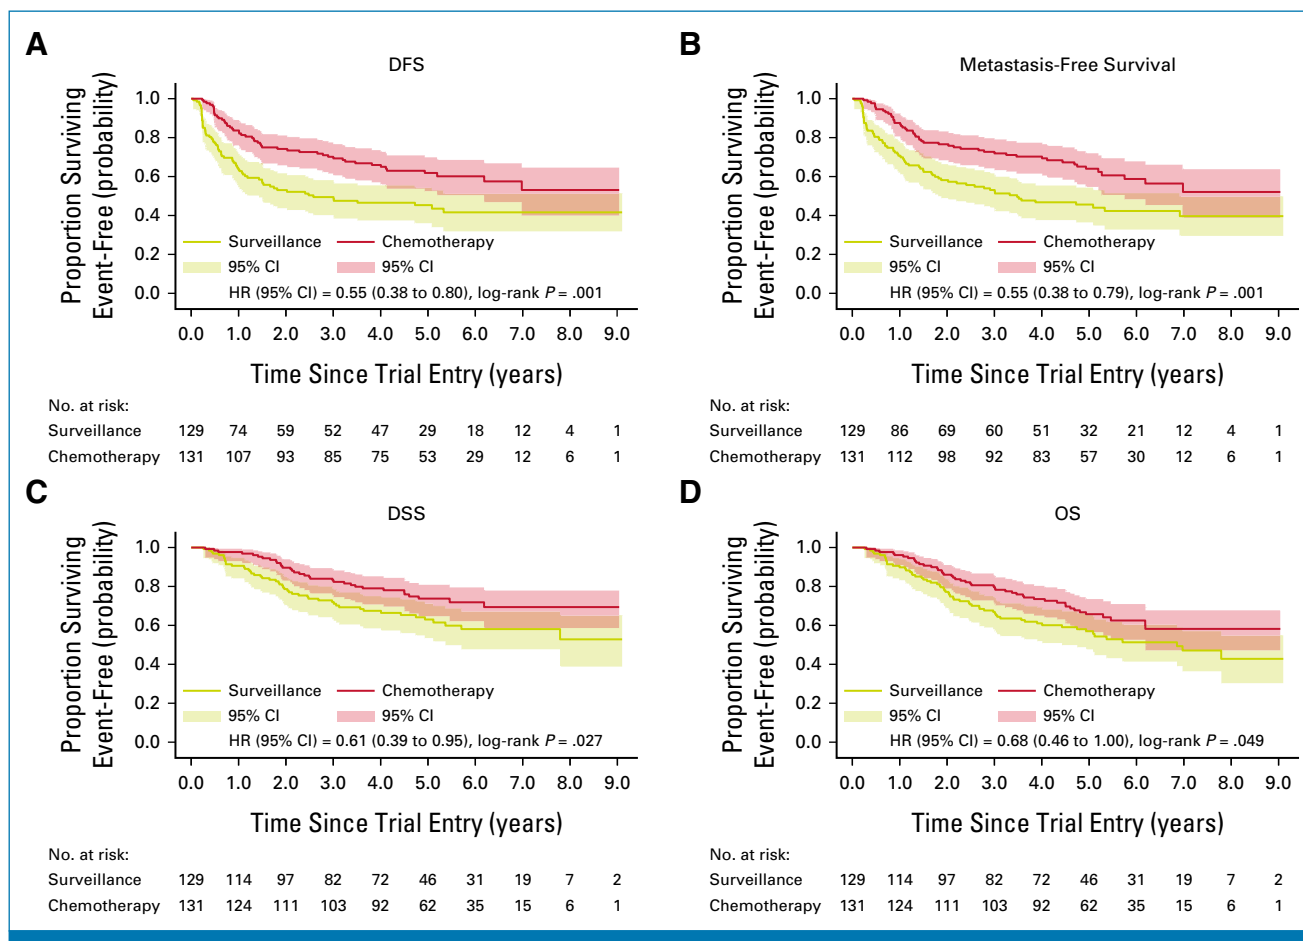 A
DFS
Proportion Surviving
Event-Free (probability)
1.0
0.8
0.6
0.4
0.2
0.0
Surveillance
Chemotherapy
95% CI
95% CI
HR (95% CI) = 0.55 (0.38 to 0.80), log-rank P = .001
0.0 1.0 2.0 3.0 4.0 5.0 6.0 7.0 8.0 9.0
Time Since Trial Entry (years)
No. at risk:
Surveillance 129 74 59 52 47 29 18 12 4 1
Chemotherapy 131 107 93 85 75 53 29 12 6 1
B
Metastasis-Free Survival
Proportion Surviving
Event-Free (probability)
1.0
0.8
0.6
0.4
0.2
0.0
Surveillance
Chemotherapy
95% CI
95% CI
HR (95% CI) = 0.55 (0.38 to 0.79), log-rank P = .001
0.0 1.0 2.0 3.0 4.0 5.0 6.0 7.0 8.0 9.0
Time Since Trial Entry (years)
No. at risk:
Surveillance 129 86 69 60 51 32 21 12 4 1
Chemotherapy 131 112 98 92 83 57 30 12 6 1
C
DSS
Proportion Surviving
Event-Free (probability)
1.0
0.8
0.6
0.4
0.2
0.0
Surveillance
Chemotherapy
95% CI
95% CI
HR (95% CI) = 0.61 (0.39 to 0.95), log-rank P = .027
0.0 1.0 2.0 3.0 4.0 5.0 6.0 7.0 8.0 9.0
Time Since Trial Entry (years)
No. at risk:
Surveillance 129 114 97 82 72 46 31 19 7 2
Chemotherapy 131 124 111 103 92 62 35 15 6 1
D
OS
Proportion Surviving
Event-Free (probability)
1.0
0.8
0.6
0.4
0.2
0.0
Surveillance
Chemotherapy
95% CI
95% CI
HR (95% CI) = 0.68 (0.46 to 1.00), log-rank P = .049
0.0 1.0 2.0 3.0 4.0 5.0 6.0 7.0 8.0 9.0
Time Since Trial Entry (years)
No. at risk:
Surveillance 129 114 97 82 72 46 31 19 7 2
Chemotherapy 131 124 111 103 92 62 35 15 6 1